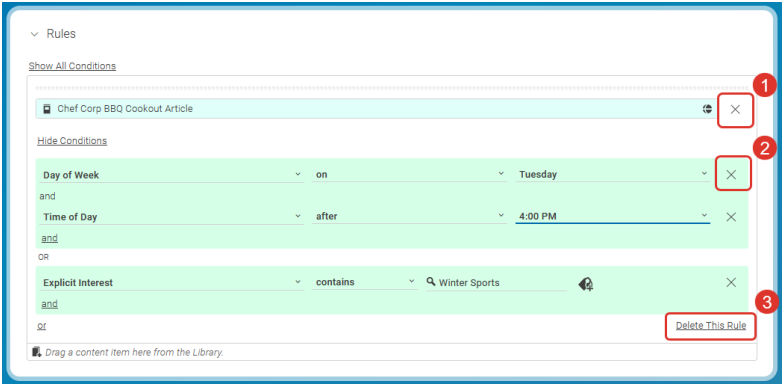 Rules
Show All Conditions
1
Chef Corp BBQ Cookout Article
Hide Conditions
2
Day of Week on Tuesday
and
Time of Day after 4:00 PM
and
OR
Explicit Interest contains Winter Sports
and
3
or Delete This Rule
Drag a content item here from the Library.